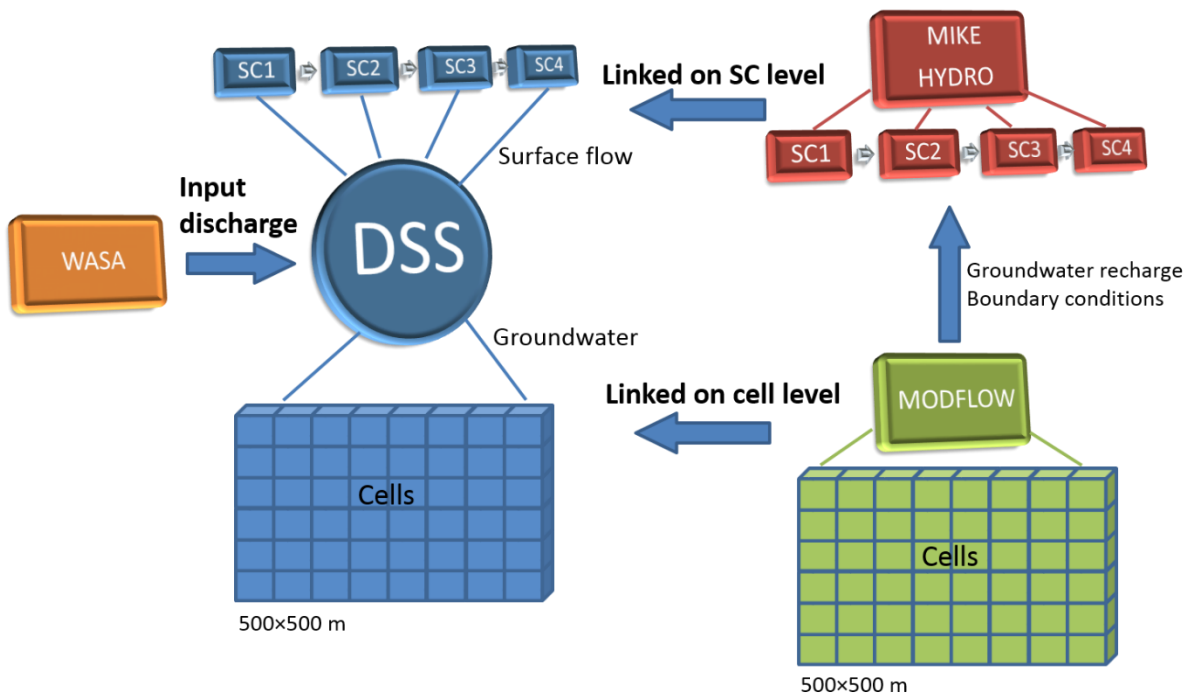 SC1
SC2
SC3
SC4
Linked on SC level
MIKE
HYDRO
SC1
SC2
SC3
SC4
Surface flow
Input
discharge
WASA
DSS
Groundwater recharge
Boundary conditions
Groundwater
Linked on cell level
MODFLOW
Cells
Cells
500×500 m
500×500 m